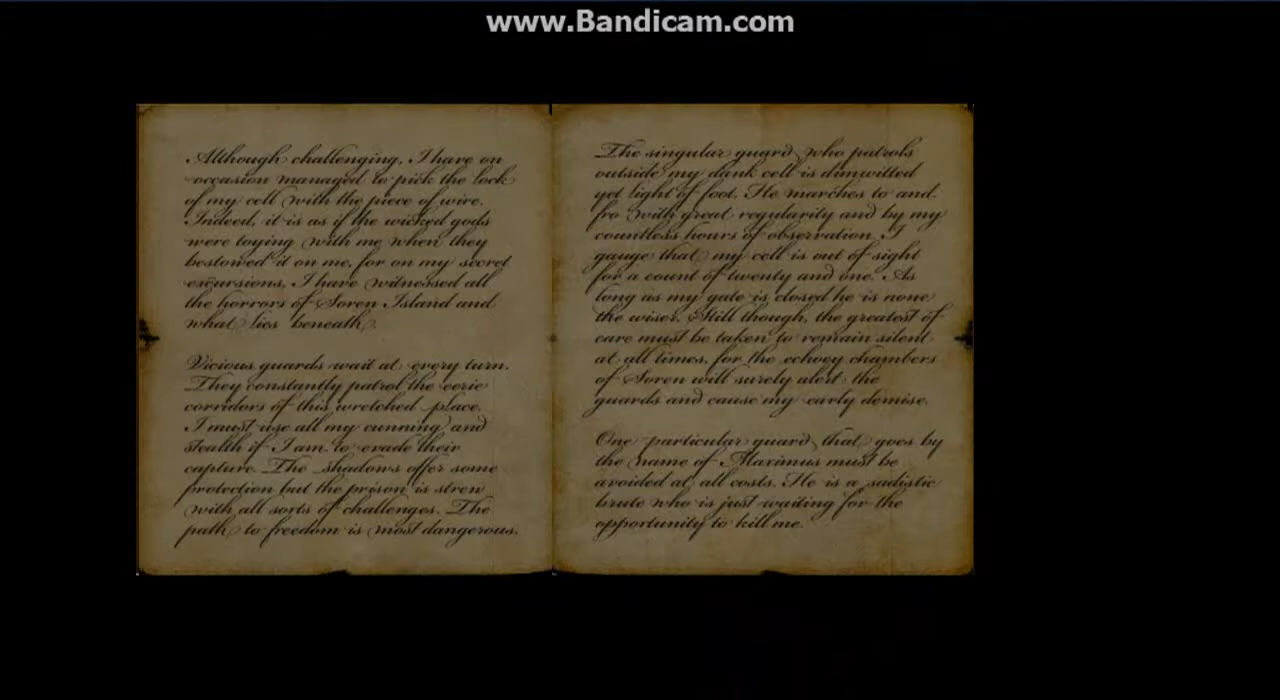 www.Bandicam.com
Although challenging, I have on
occasion managed to pick the lock
of my cell with the piece of wire.
Indeed, it is as if the wicked gods
were toying with me when they
bestowed it on me, for on my secret
excursions, I have witnessed all
the horrors of Soren Island and
what lies beneath.
Vicious guards wait at every turn.
They constantly patrol the eerie
corridors of this wretched place.
I must use all my cunning and
stealth if I am to evade their
capture. The shadows offer some
protection but the prison is strew
with all sorts of challenges. The
path to freedom is most dangerous.
The singular guard who patrols
outside my dank cell is dimwitted
yet light of foot. He marches to and
fro with great regularity and by my
countless hours of observation I
gauge that my cell is out of sight
for a count of twenty and one. As
long as my gate is closed he is none
the wiser. Still though, the greatest of
care must be taken to remain silent
at all times, for the echoey chambers
of Soren will surely alert the
guards and cause my early demise.
One particular guard that goes by
the name of Maximus must be
avoided at all costs. He is a sadistic
brute who is just waiting for the
opportunity to kill me.